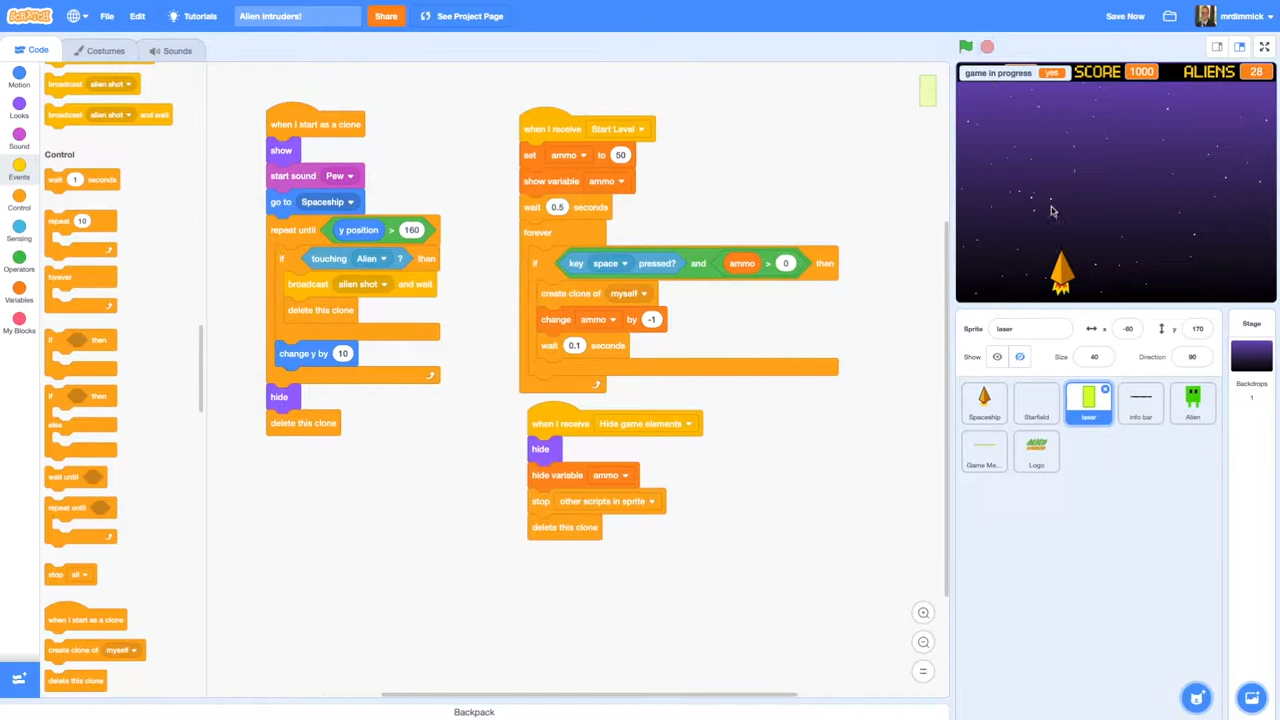 SCRATCH File Edit Tutorials Alien intruders! Share See Project Page Save Now mrdimmick
Code Costumes Sounds
Motion
Looks
Sound
Events
Control
Sensing
Operators
Variables
My Blocks
broadcast alien shot
broadcast alien shot and wait
Control
wait 1 seconds
repeat 10
forever
if then
if then
else
wait until
repeat until
stop all
when I start as a clone
create clone of myself
delete this clone
when I start as a clone
show
start sound Pew
go to Spaceship
repeat until y position > 160
if touching Alien ? then
broadcast alien shot and wait
delete this clone
change y by 10
hide
delete this clone
when I receive Start Level
set ammo to 50
show variable ammo
wait 0.5 seconds
forever
if key space pressed? and ammo > 0 then
create clone of myself
change ammo by -1
wait 0.1 seconds
when I receive Hide game elements
hide
hide variable ammo
stop other scripts in sprite
delete this clone
game in progress yes SCORE 1000 ALIENS 28
Sprite laser x -60 y 170
Show Size 40 Direction 90
Stage
Backdrops
1
Spaceship Starfield laser info bar Alien
Game Me... Logo
Backpack